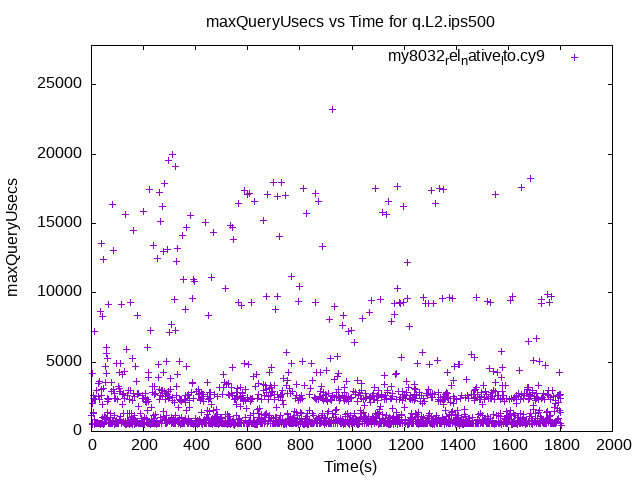 maxQueryUsecs vs Time for q.L2.ips500
my8032relnativelto.cy9
25000
20000
15000
10000
5000
0
maxQueryUsecs
0 200 400 600 800 1000 1200 1400 1600 1800 2000
Time(s)